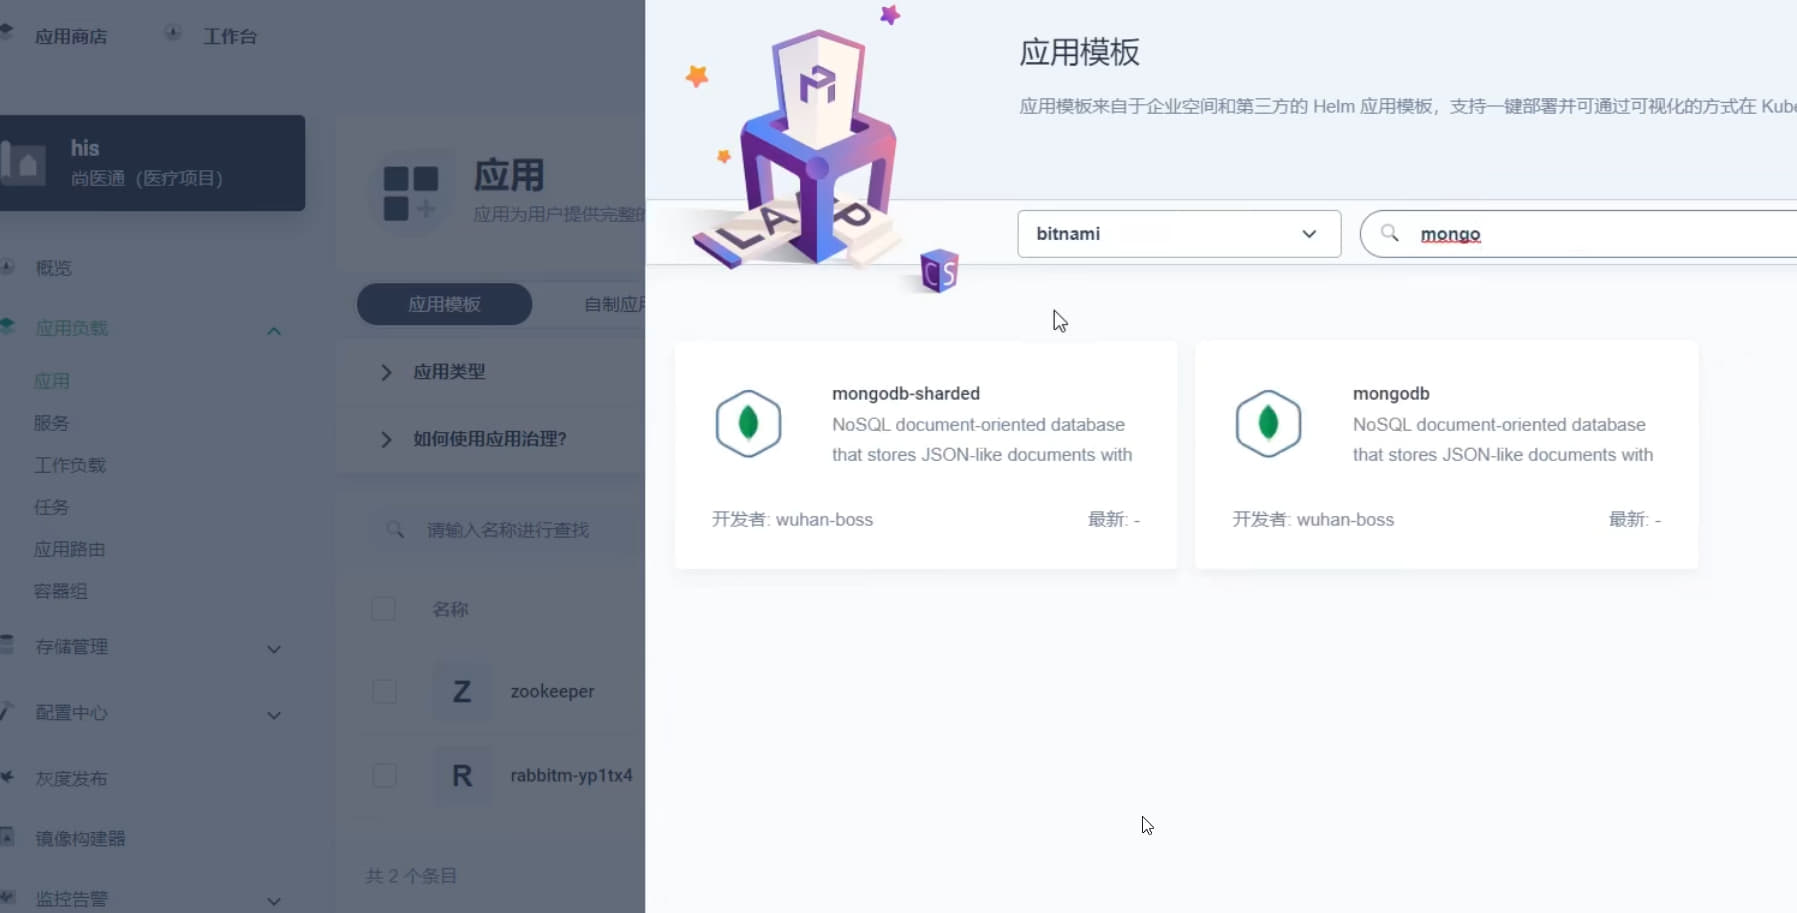 应用商店
工作台
his
尚医通（医疗项目）
概览
应用负载
应用
服务
工作负载
任务
应用路由
容器组
存储管理
配置中心
灰度发布
镜像构建器
监控告警
应用
应用为用户提供完整的
应用模板
自制应用
应用类型
如何使用应用治理?
请输入名称进行查找
名称
Z zookeeper
R rabbitm-yp1tx4
共 2 个条目
LAMP
CS
应用模板
应用模板来自于企业空间和第三方的 Helm 应用模板，支持一键部署并可通过可视化的方式在 Kube
bitnami
mongo
mongodb-sharded
NoSQL document-oriented database
that stores JSON-like documents with
开发者: wuhan-boss
最新: -
mongodb
NoSQL document-oriented database
that stores JSON-like documents with
开发者: wuhan-boss
最新: -